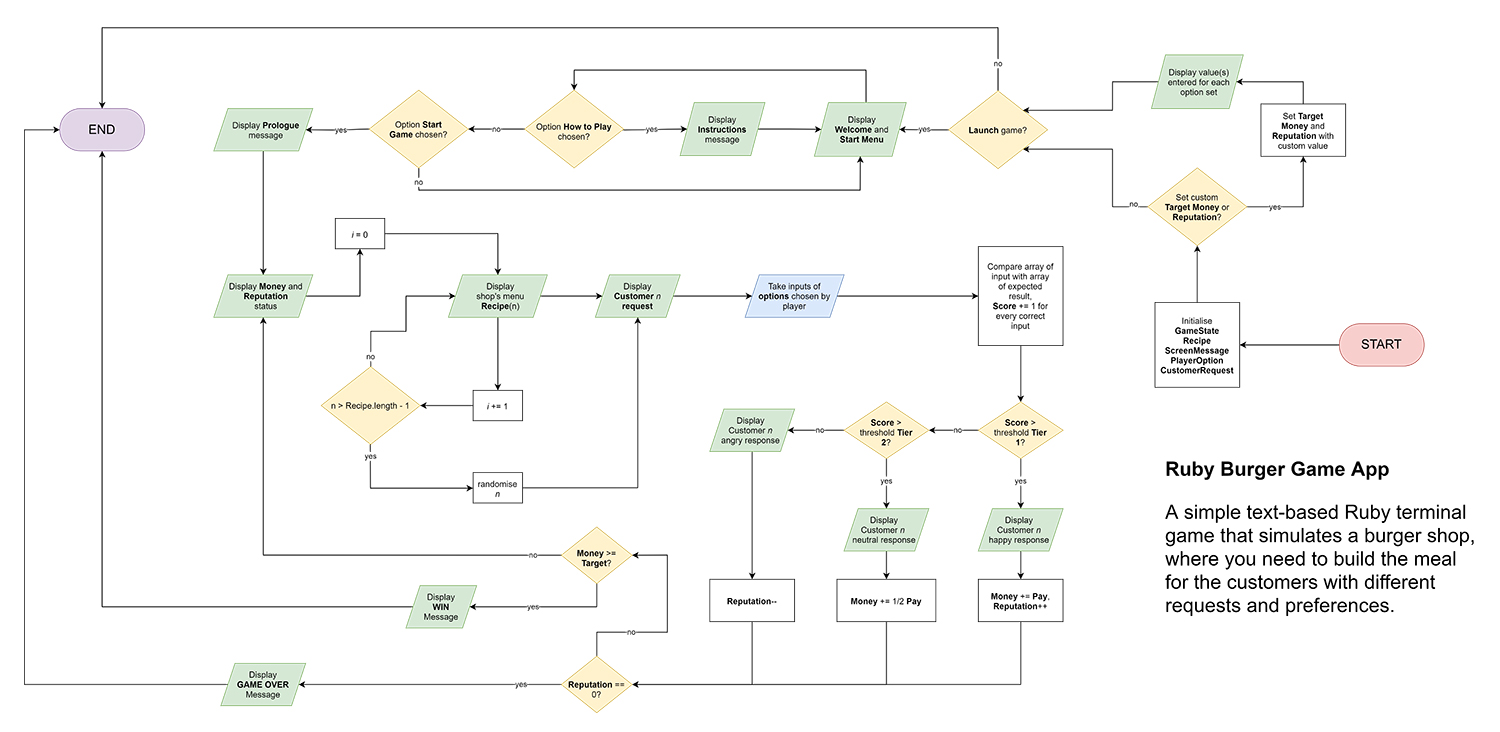 no
Display value(s)
entered for each
option set
END
Display Prologue
message
yes
Option Start
Game chosen?
no
Option How to Play
chosen?
yes
Display
Instructions
message
Display
Welcome and
Start Menu
yes
Launch game?
Set Target
Money and
Reputation with
custom value
no
no
Set custom
Target Money or
Reputation?
yes
i = 0
Display Money and
Reputation
status
Display
shop's menu
Recipe(n)
Display
Customer n
request
Take inputs of
options chosen by
player
Compare array of
input with array
of expected
result,
Score += 1 for
every correct
input
Initialise
GameState
Recipe
ScreenMessage
PlayerOption
CustomerRequest
START
no
n > Recipe.length - 1
i += 1
yes
randomise
n
Display
Customer n
angry response
no
Score >
threshold Tier
2?
no
Score >
threshold Tier
1?
yes
yes
Display
Customer n
neutral response
Display
Customer n
happy response
Ruby Burger Game App
A simple text-based Ruby terminal
game that simulates a burger shop,
where you need to build the meal
for the customers with different
requests and preferences.
no
Money >=
Target?
Display
WIN
Message
yes
Reputation--
Money += 1/2 Pay
Money += Pay,
Reputation++
no
Display
GAME OVER
Message
yes
Reputation ==
0?